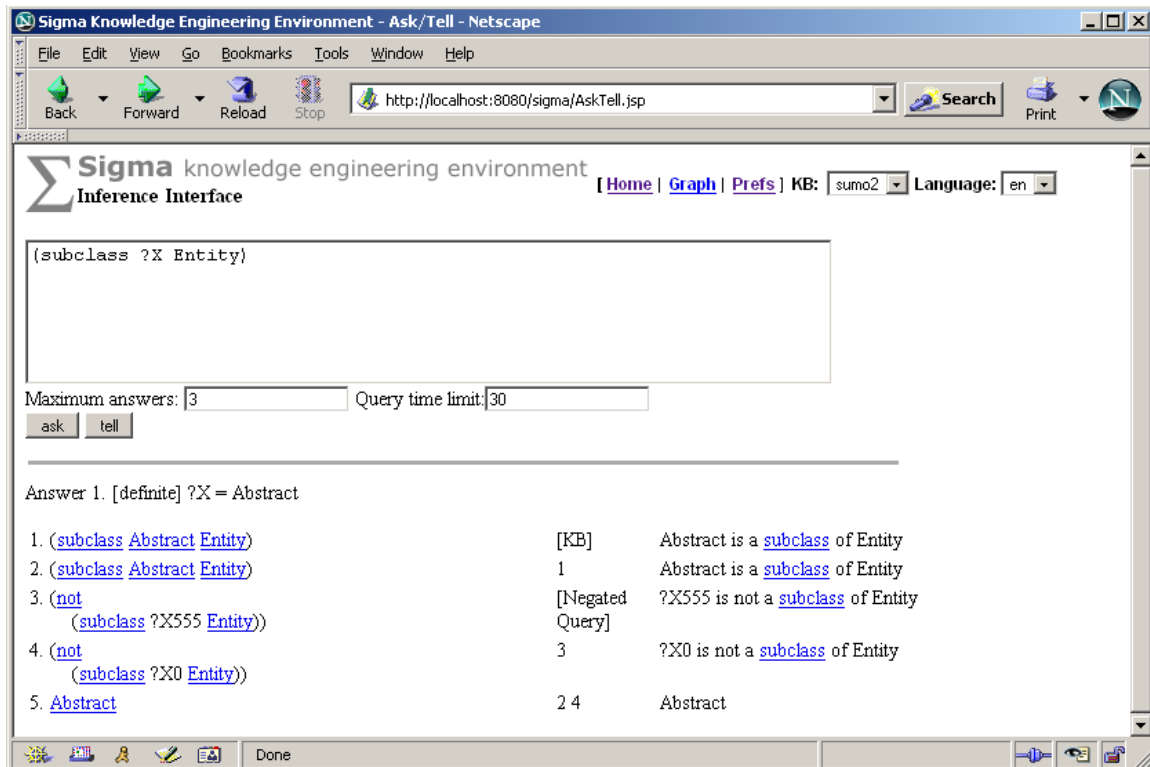 Sigma Knowledge Engineering Environment - Ask/Tell - Netscape
File Edit View Go Bookmarks Tools Window Help
Back Forward Reload Stop http://localhost:8080/sigma/AskTell.jsp Search Print N
Sigma knowledge engineering environment
Inference Interface [ Home | Graph | Prefs ] KB: sumo2 Language: en
(subclass ?X Entity)
Maximum answers: 3 Query time limit: 30
ask tell
Answer 1. [definite] ?X = Abstract
1. (subclass Abstract Entity) [KB] Abstract is a subclass of Entity
2. (subclass Abstract Entity) 1 Abstract is a subclass of Entity
3. (not [Negated ?X555 is not a subclass of Entity
(subclass ?X555 Entity)) Query]
4. (not 3 ?X0 is not a subclass of Entity
(subclass ?X0 Entity))
5. Abstract 2 4 Abstract
Done